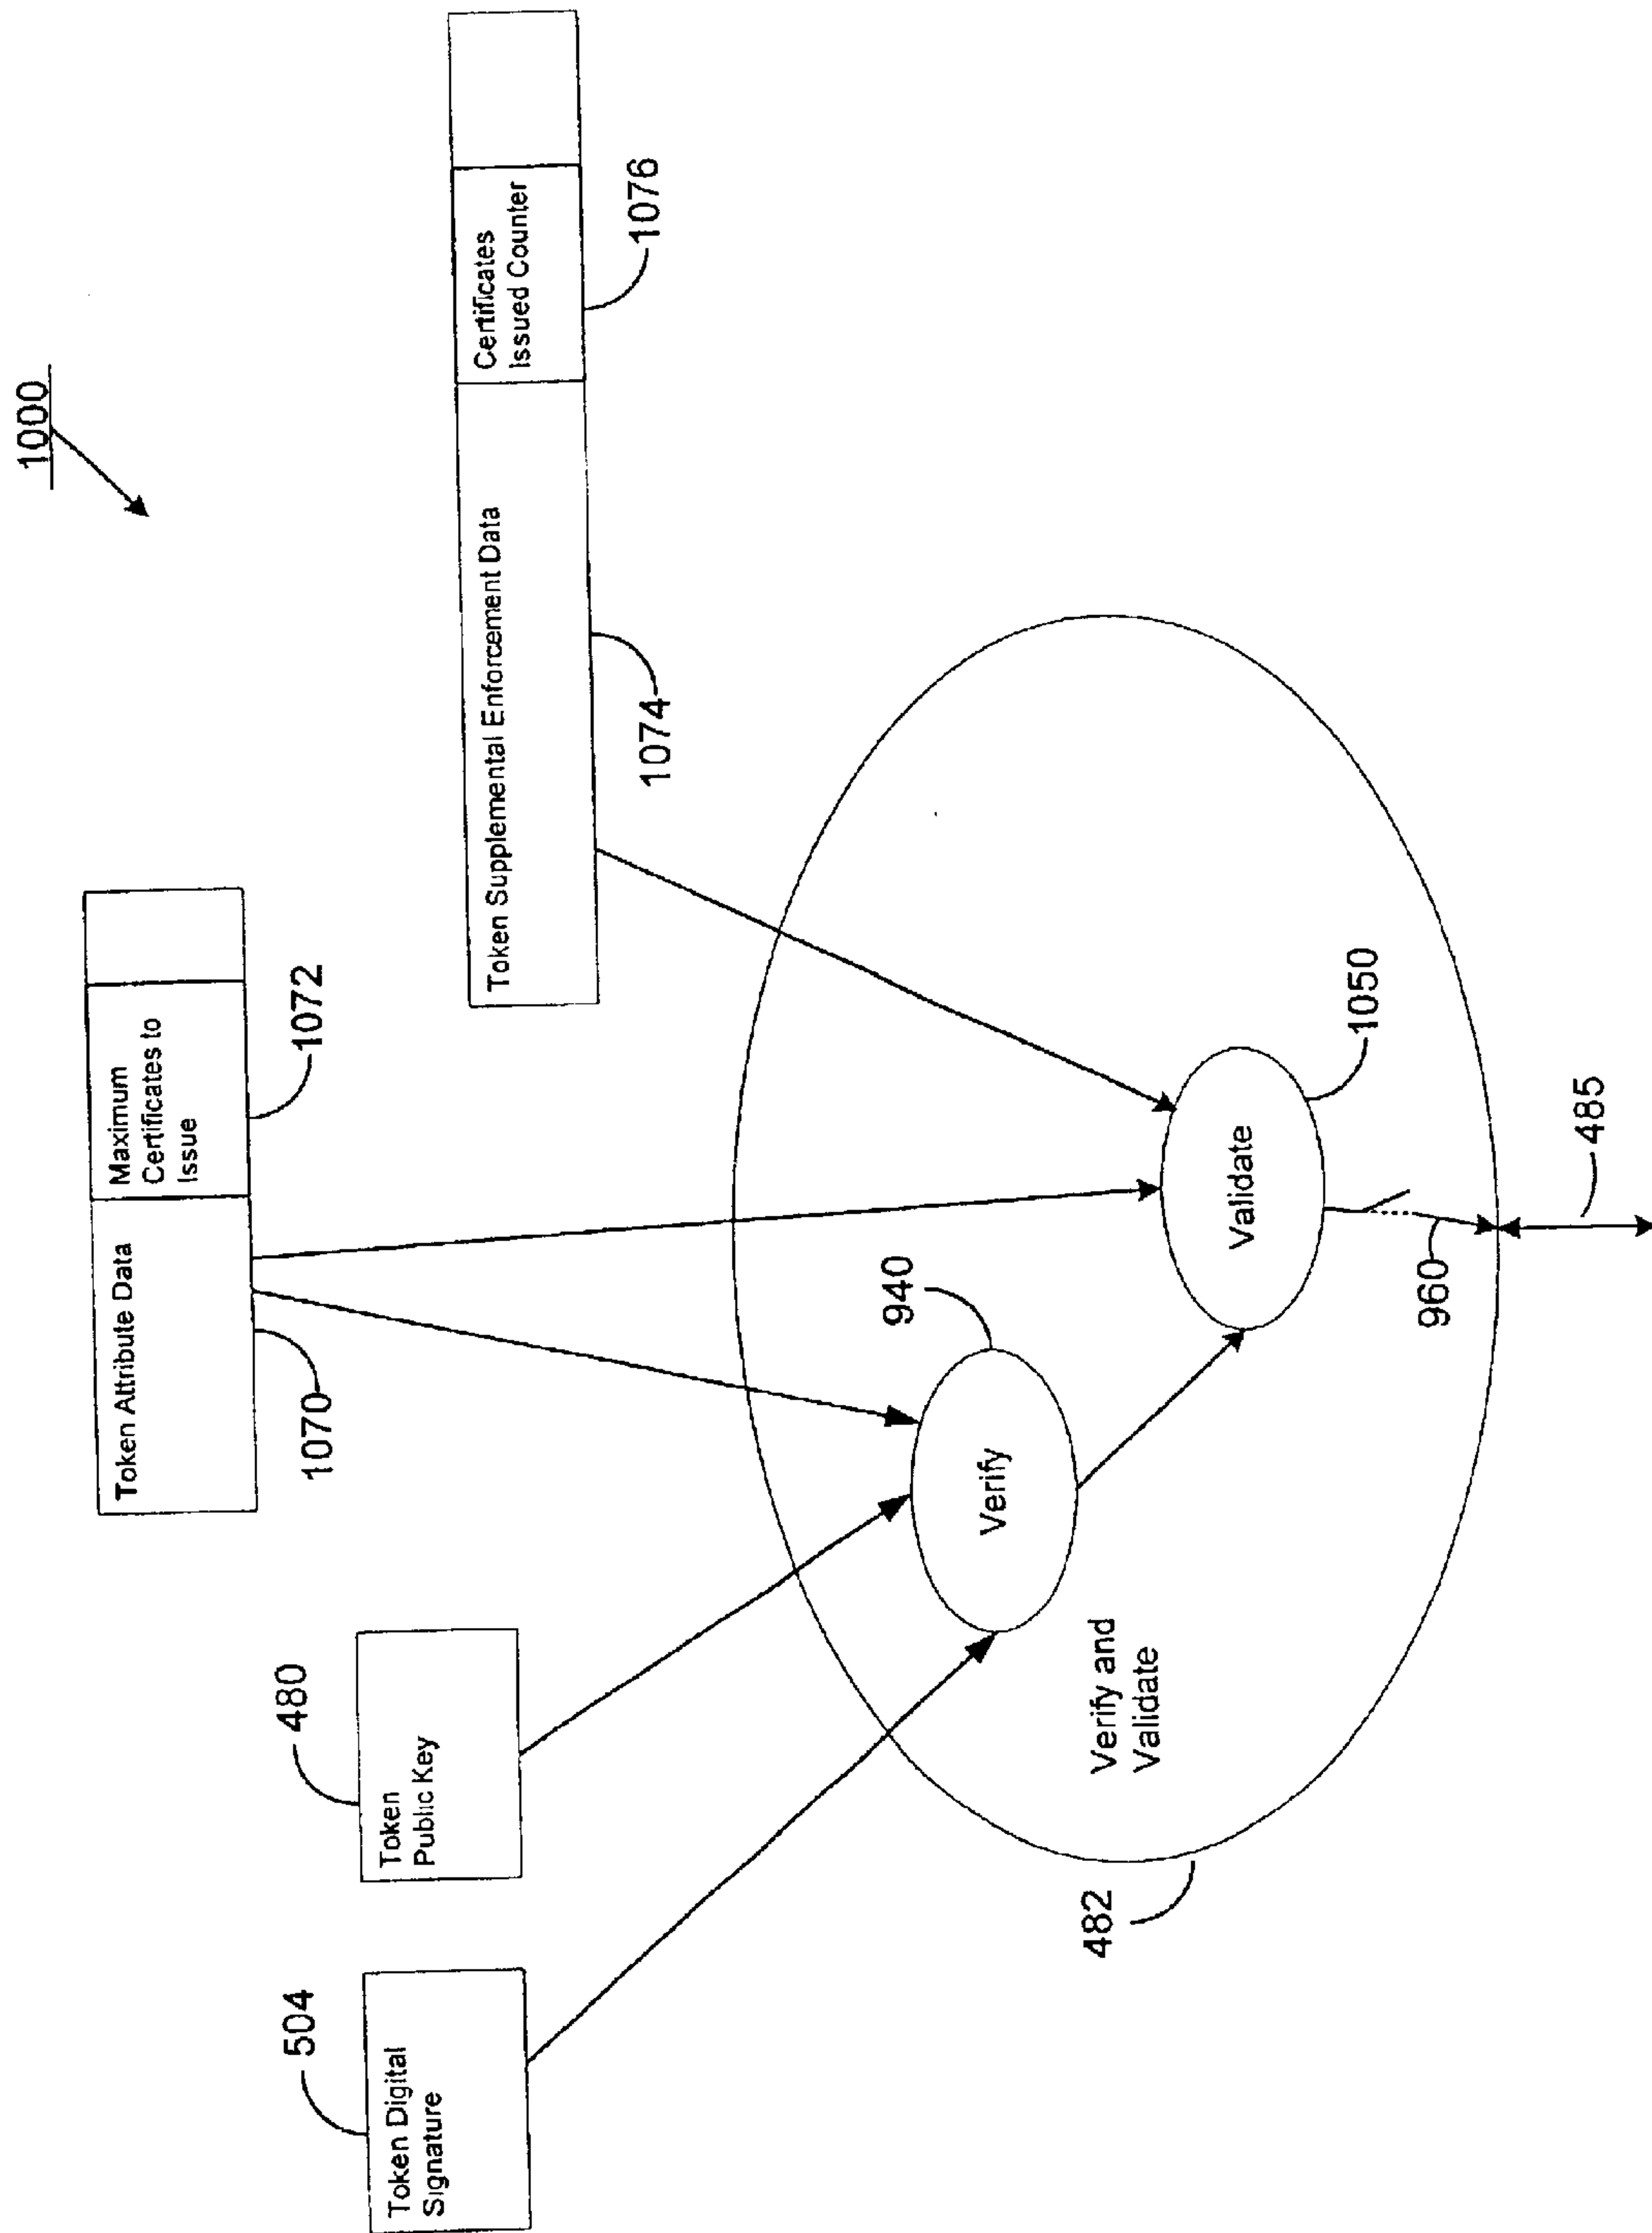 1000
Token Attribute Data
Maximum
Certificates to
Issue
1070
1072
Token Digital
Signature
504
Token
Public Key
480
Token Supplemental Enforcement Data
Certificates
Issued Counter
1074
1076
Verify
940
Validate
1050
Verify and
Validate
482
960
485